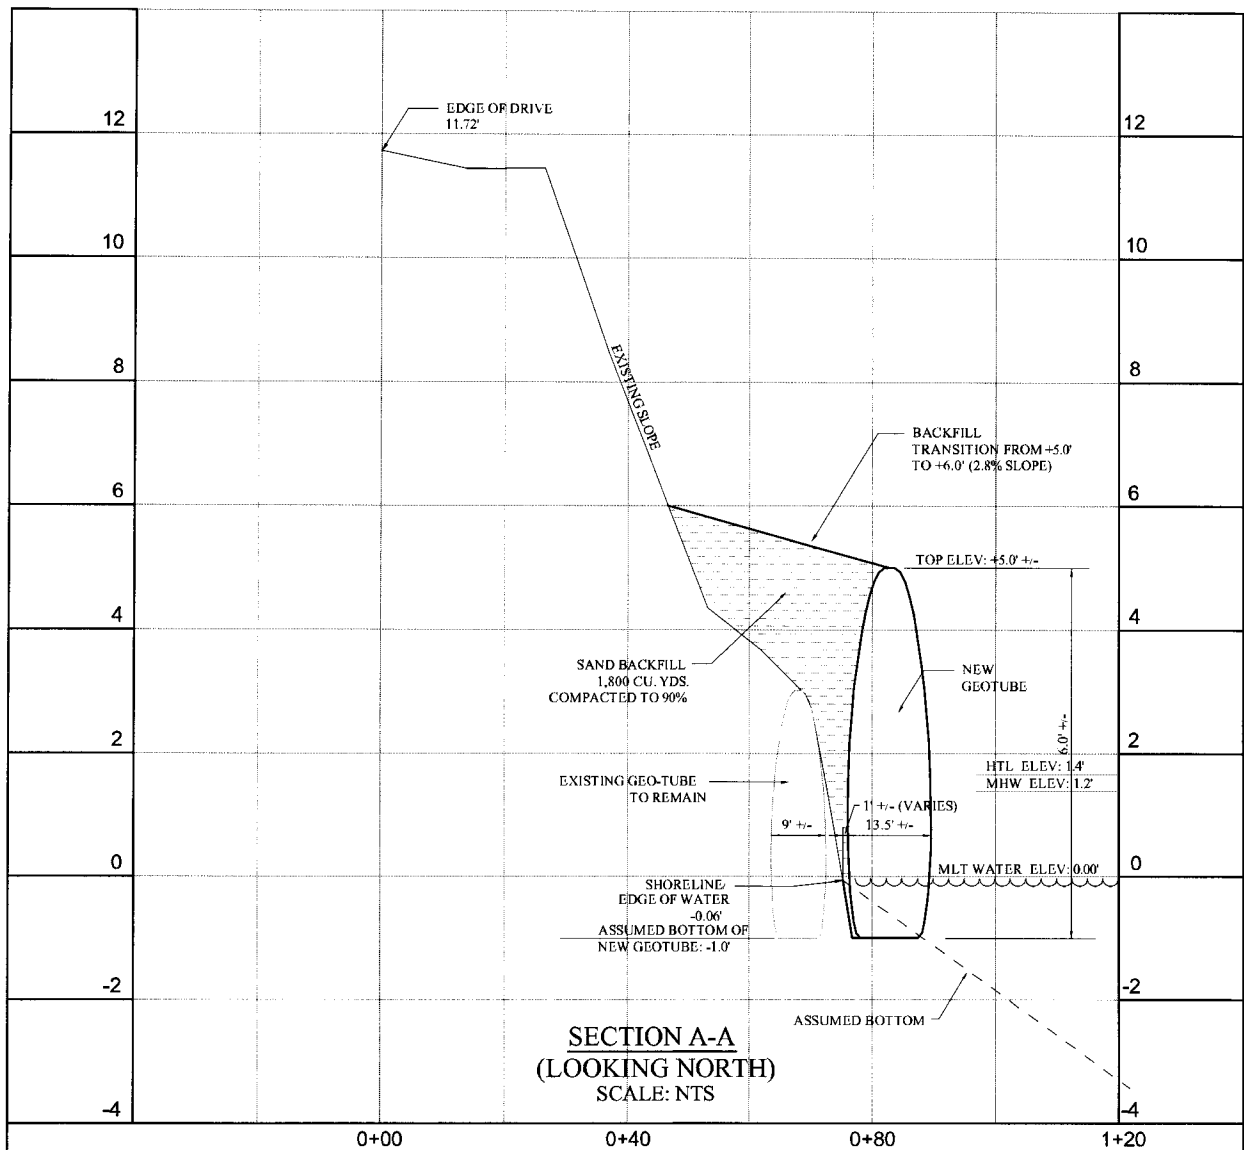 EDGE OF DRIVE
11.72'
12
12
10
10
8
8
EXISTING SLOPE
BACKFILL
TRANSITION FROM +5.0'
TO +6.0' (2.8% SLOPE)
6
6
TOP ELEV: +5.0' +/-
4
4
SAND BACKFILL
1,800 CU. YDS.
COMPACTED TO 90%
NEW
GEOTUBE
6.0' +/-
2
2
HTL ELEV: 1.4'
MHW ELEV: 1.2'
EXISTING GEO-TUBE
TO REMAIN
1' +/- (VARIES)
9' +/-
13.5' +/-
0
0
MLT WATER ELEV: 0.00'
SHORELINE/
EDGE OF WATER
-0.06'
ASSUMED BOTTOM OF
NEW GEOTUBE: -1.0'
-2
-2
ASSUMED BOTTOM
SECTION A-A
(LOOKING NORTH)
SCALE: NTS
-4
-4
0+00
0+40
0+80
1+20